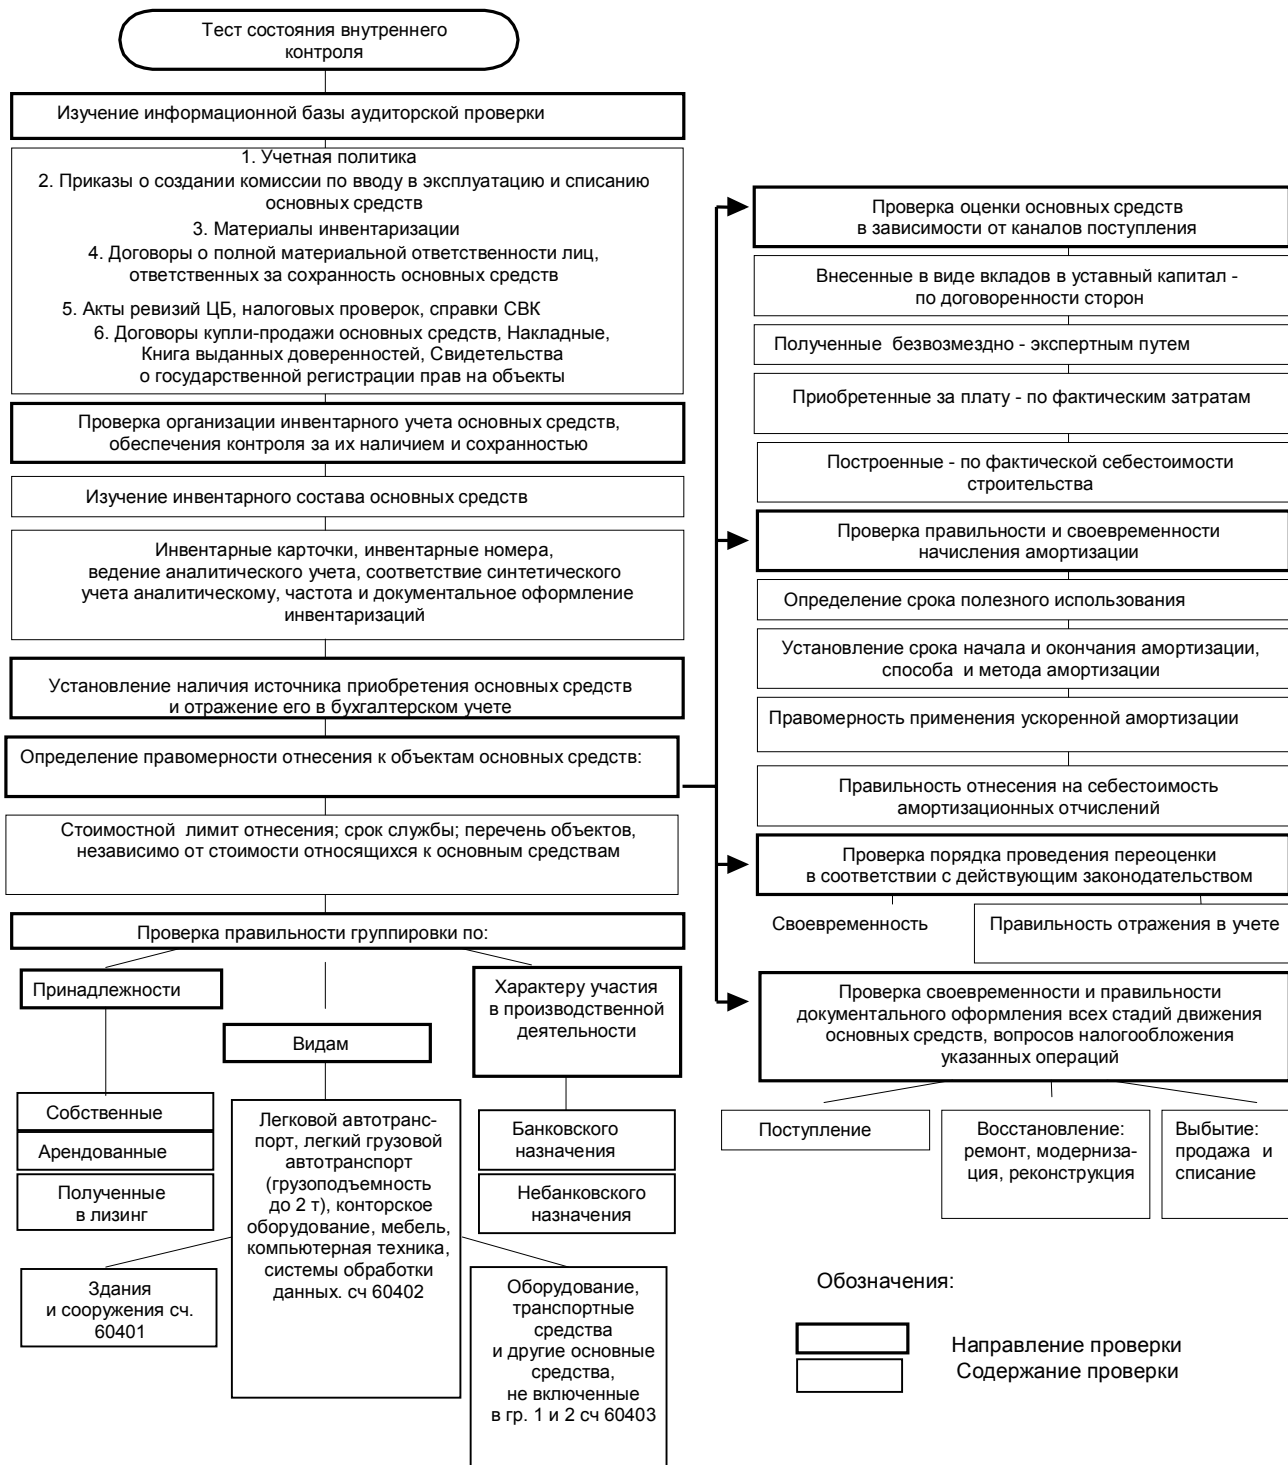 Тест состояния внутреннего
контроля
Изучение информационной базы аудиторской проверки
1. Учетная политика
2. Приказы о создании комиссии по вводу в эксплуатацию и списанию
основных средств
3. Материалы инвентаризации
4. Договоры о полной материальной ответственности лиц,
ответственных за сохранность основных средств
5. Акты ревизий ЦБ, налоговых проверок, справки СВК
6. Договоры купли-продажи основных средств, Накладные,
Книга выданных доверенностей, Свидетельства
о государственной регистрации прав на объекты
Проверка организации инвентарного учета основных средств,
обеспечения контроля за их наличием и сохранностью
Изучение инвентарного состава основных средств
Инвентарные карточки, инвентарные номера,
ведение аналитического учета, соответствие синтетического
учета аналитическому, частота и документальное оформление
инвентаризаций
Установление наличия источника приобретения основных средств
и отражение его в бухгалтерском учете
Определение правомерности отнесения к объектам основных средств:
Стоимостной лимит отнесения; срок службы; перечень объектов,
независимо от стоимости относящихся к основным средствам
Проверка правильности группировки по:
Принадлежности
Видам
Характеру участия
в производственной
деятельности
Собственные
Арендованные
Полученные
в лизинг
Легковой автотранс-
порт, легкий грузовой
автотранспорт
(грузоподъемность
до 2 т), конторское
оборудование, мебель,
компьютерная техника,
системы обработки
данных. сч 60402
Банковского
назначения
Небанковского
назначения
Здания
и сооружения сч.
60401
Оборудование,
транспортные
средства
и другие основные
средства,
не включенные
в гр. 1 и 2 сч 60403
Проверка оценки основных средств
в зависимости от каналов поступления
Внесенные в виде вкладов в уставный капитал -
по договоренности сторон
Полученные безвозмездно - экспертным путем
Приобретенные за плату - по фактическим затратам
Построенные - по фактической себестоимости
строительства
Проверка правильности и своевременности
начисления амортизации
Определение срока полезного использования
Установление срока начала и окончания амортизации,
способа и метода амортизации
Правомерность применения ускоренной амортизации
Правильность отнесения на себестоимость
амортизационных отчислений
Проверка порядка проведения переоценки
в соответствии с действующим законодательством
Своевременность
Правильность отражения в учете
Проверка своевременности и правильности
документального оформления всех стадий движения
основных средств, вопросов налогообложения
указанных операций
Поступление
Восстановление:
ремонт, модерниза-
ция, реконструкция
Выбытие:
продажа и
списание
Обозначения:
Направление проверки
Содержание проверки